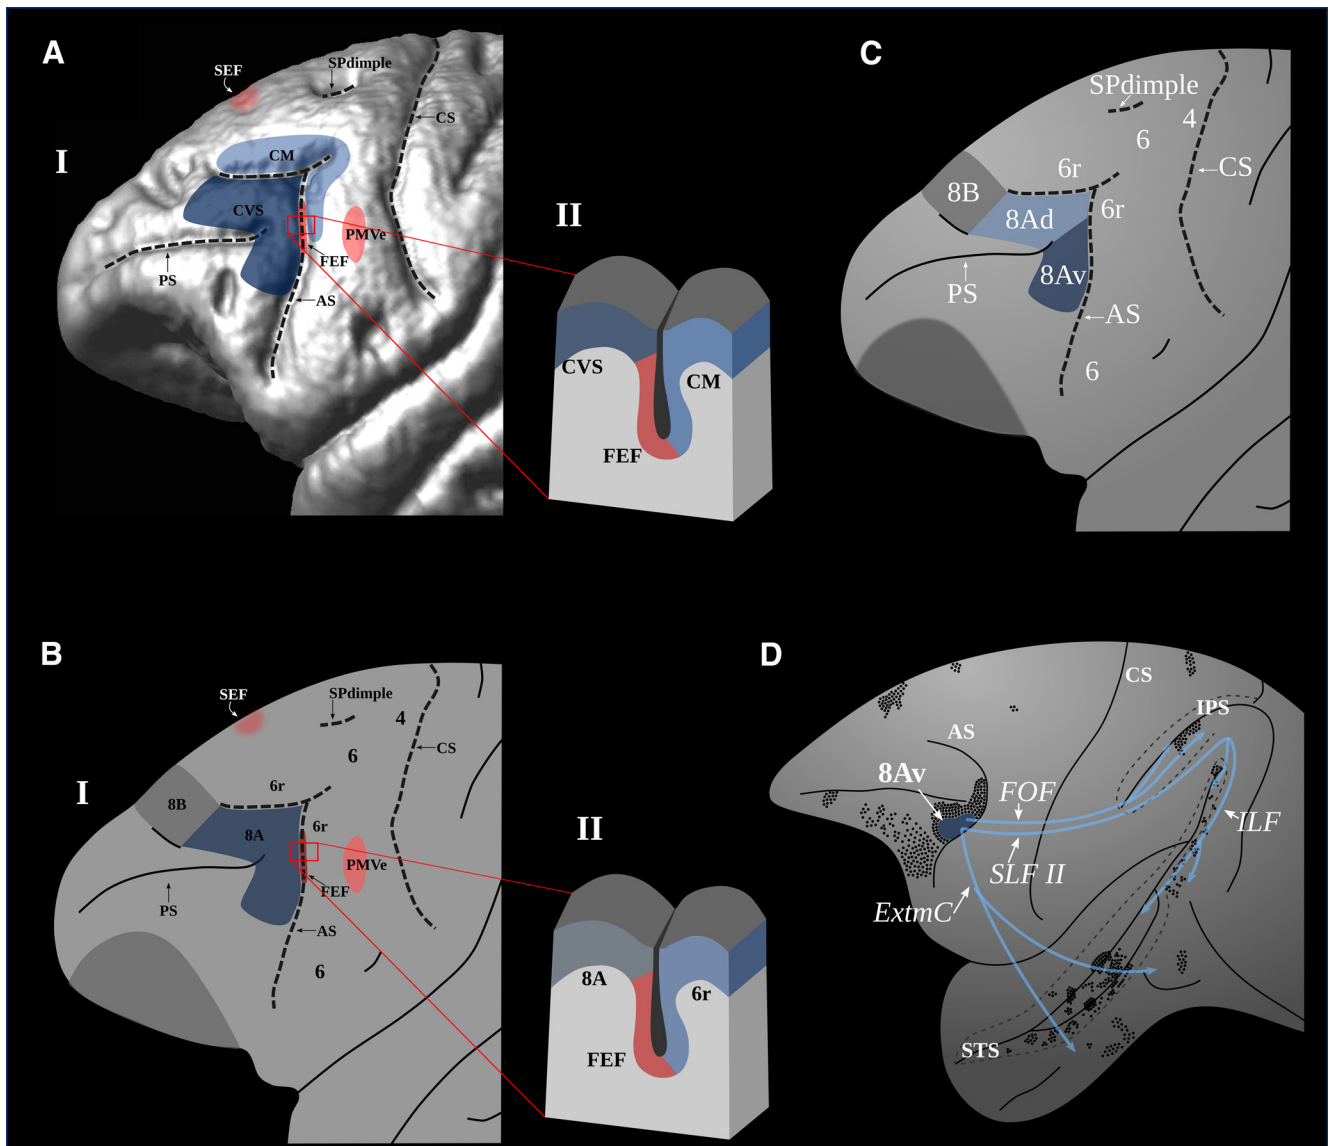 A
SEF
SPdimple
CS
I
CM
CVS
PMVe
FEF
PS
AS
II
CVS
CM
FEF
C
SPdimple
4
6
6r
CS
8B
8Ad
6r
8Av
PS
AS
6
B
SEF
SPdimple
4
CS
6
6r
I
8B
6r
8A
PMVe
FEF
PS
AS
6
II
8A
6r
FEF
D
CS
IPS
AS
8Av
FOF
ILF
SLF II
ExtmC
STS